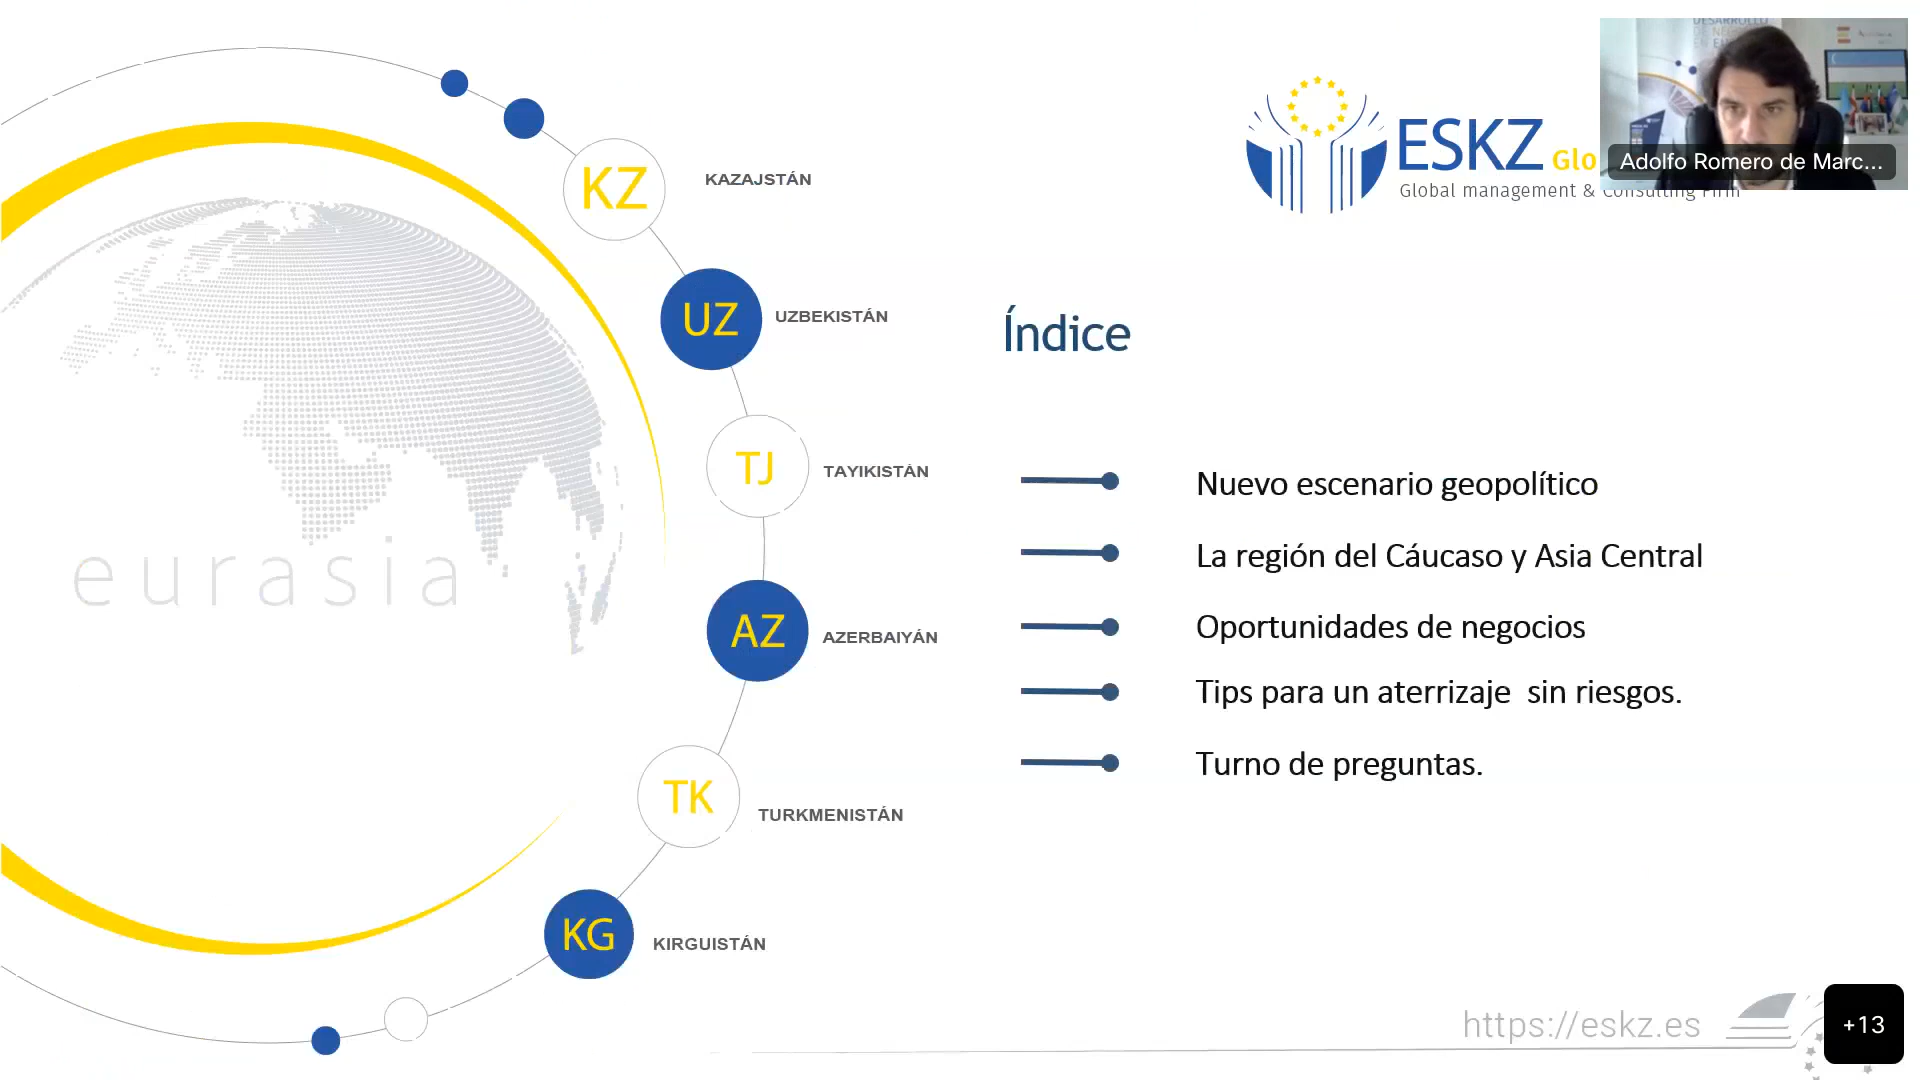 KZ
KAZAJSTÁN
UZ
UZBEKISTÁN
TJ
TAYIKISTÁN
AZ
AZERBAIYÁN
TK
TURKMENISTÁN
KG
KIRGUISTÁN
eurasia
ESKZ Glo
Global management & Consulting Firm
Adolfo Romero de Marc...
Índice
Nuevo escenario geopolítico
La región del Cáucaso y Asia Central
Oportunidades de negocios
Tips para un aterrizaje  sin riesgos.
Turno de preguntas.
https://eskz.es
+13